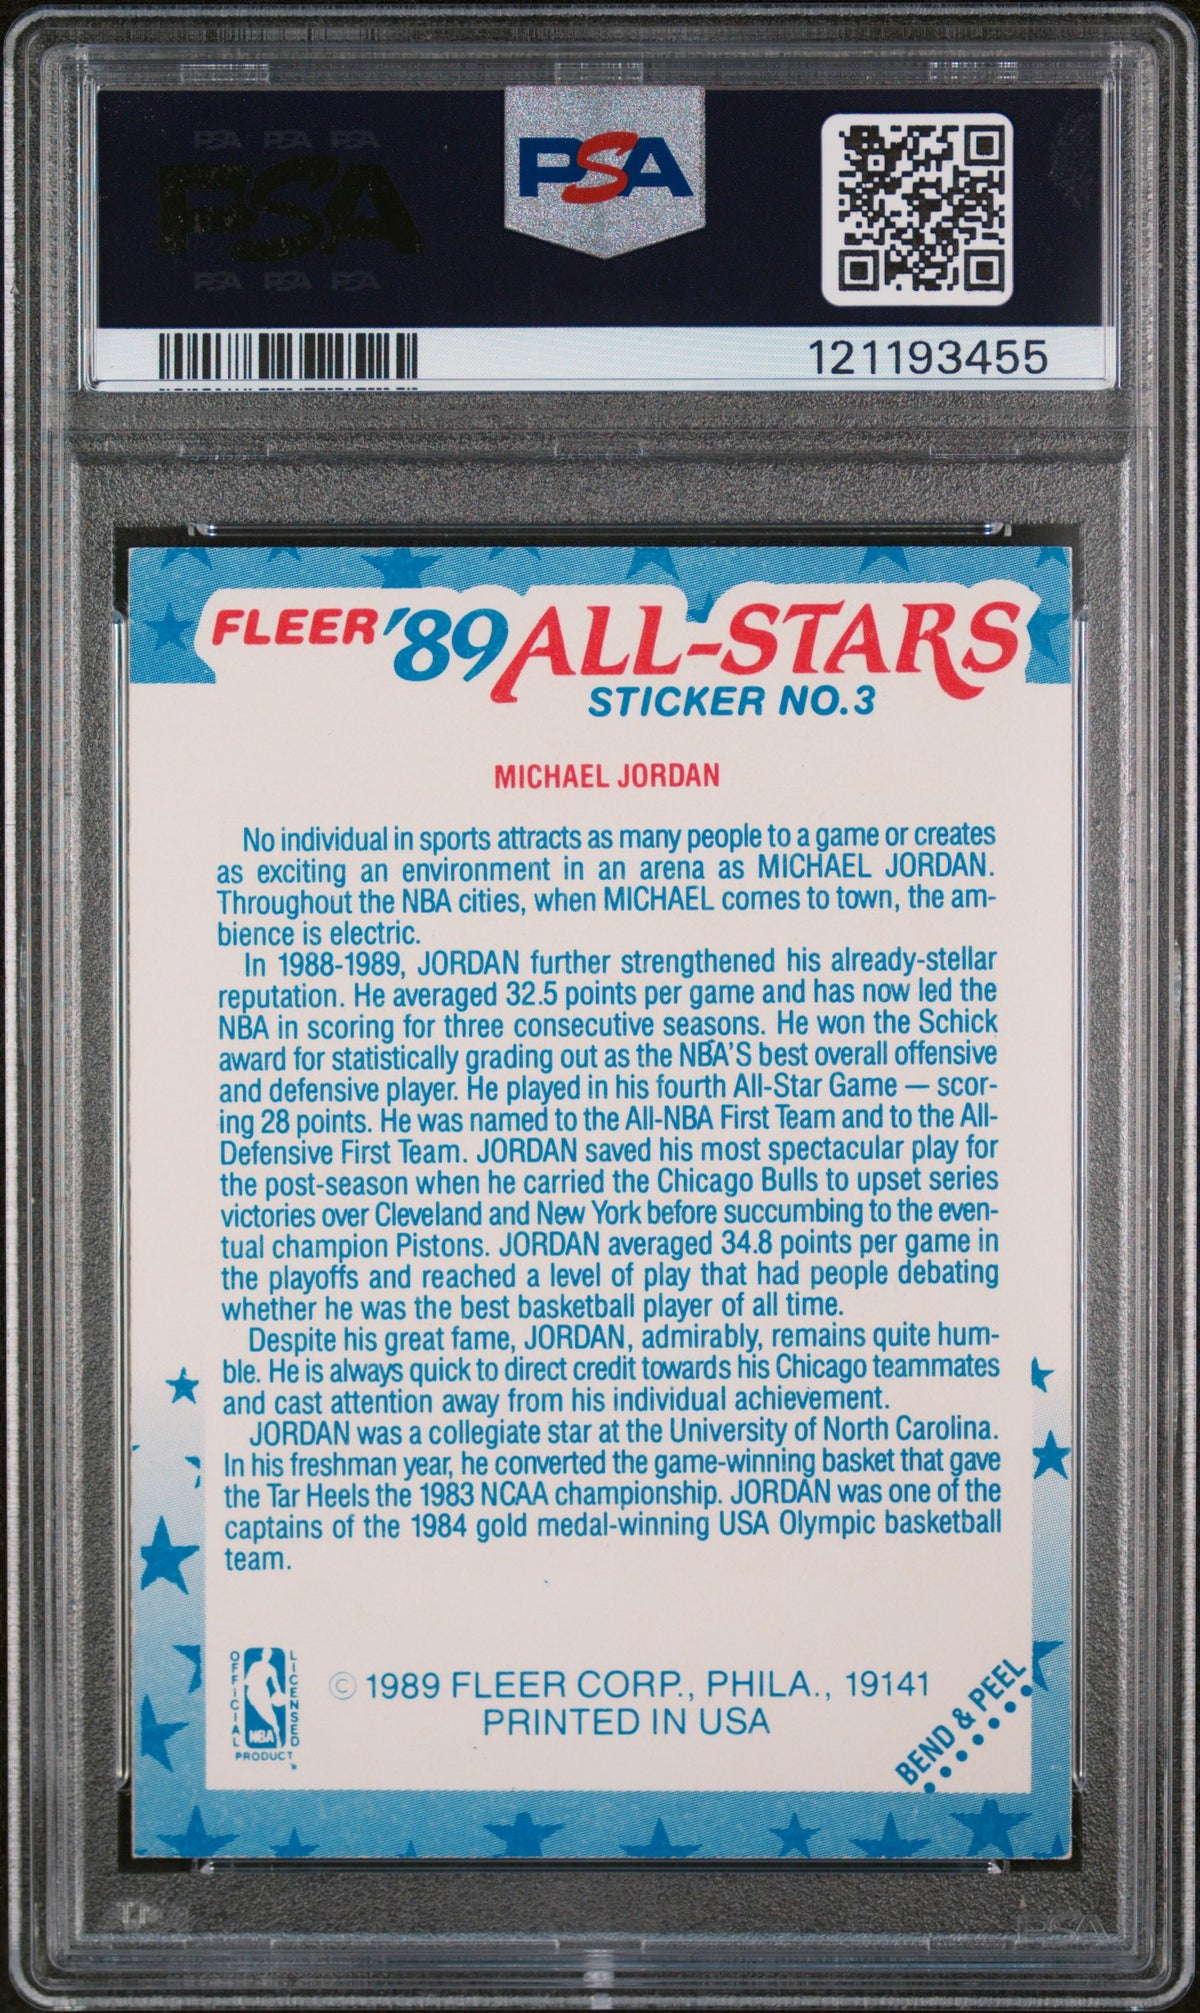 PSA PSA PSA
PSA
PSA PSA PSA
PSA
121193455
FLEER '89 ALL-STARS
STICKER NO.3
MICHAEL JORDAN
No individual in sports attracts as many people to a game or creates
as exciting an environment in an arena as MICHAEL JORDAN.
Throughout the NBA cities, when MICHAEL comes to town, the am-
bience is electric.
In 1988-1989, JORDAN further strengthened his already-stellar
reputation. He averaged 32.5 points per game and has now led the
NBA in scoring for three consecutive seasons. He won the Schick
award for statistically grading out as the NBA'S best overall offensive
and defensive player. He played in his fourth All-Star Game — scor-
ing 28 points. He was named to the All-NBA First Team and to the All-
Defensive First Team. JORDAN saved his most spectacular play for
the post-season when he carried the Chicago Bulls to upset series
victories over Cleveland and New York before succumbing to the even-
tual champion Pistons. JORDAN averaged 34.8 points per game in
the playoffs and reached a level of play that had people debating
whether he was the best basketball player of all time.
Despite his great fame, JORDAN, admirably, remains quite hum-
ble. He is always quick to direct credit towards his Chicago teammates
and cast attention away from his individual achievement.
JORDAN was a collegiate star at the University of North Carolina.
In his freshman year, he converted the game-winning basket that gave
the Tar Heels the 1983 NCAA championship. JORDAN was one of the
captains of the 1984 gold medal-winning USA Olympic basketball
team.
OFFICIAL LICENSED
NBA
PRODUCT
© 1989 FLEER CORP., PHILA., 19141
PRINTED IN USA
BEND & PEEL
PSA